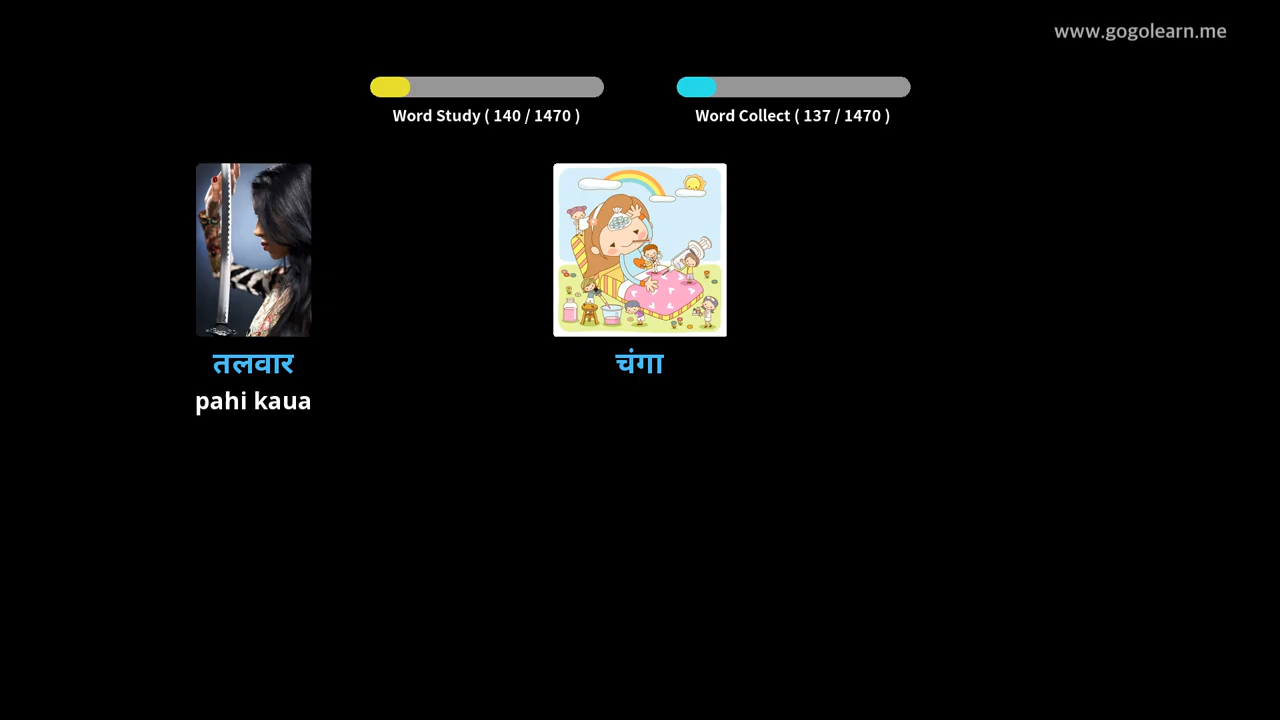 www.gogolearn.me
Word Study ( 140 / 1470 )
Word Collect ( 137 / 1470 )
तलवार
चंगा
pahi kaua